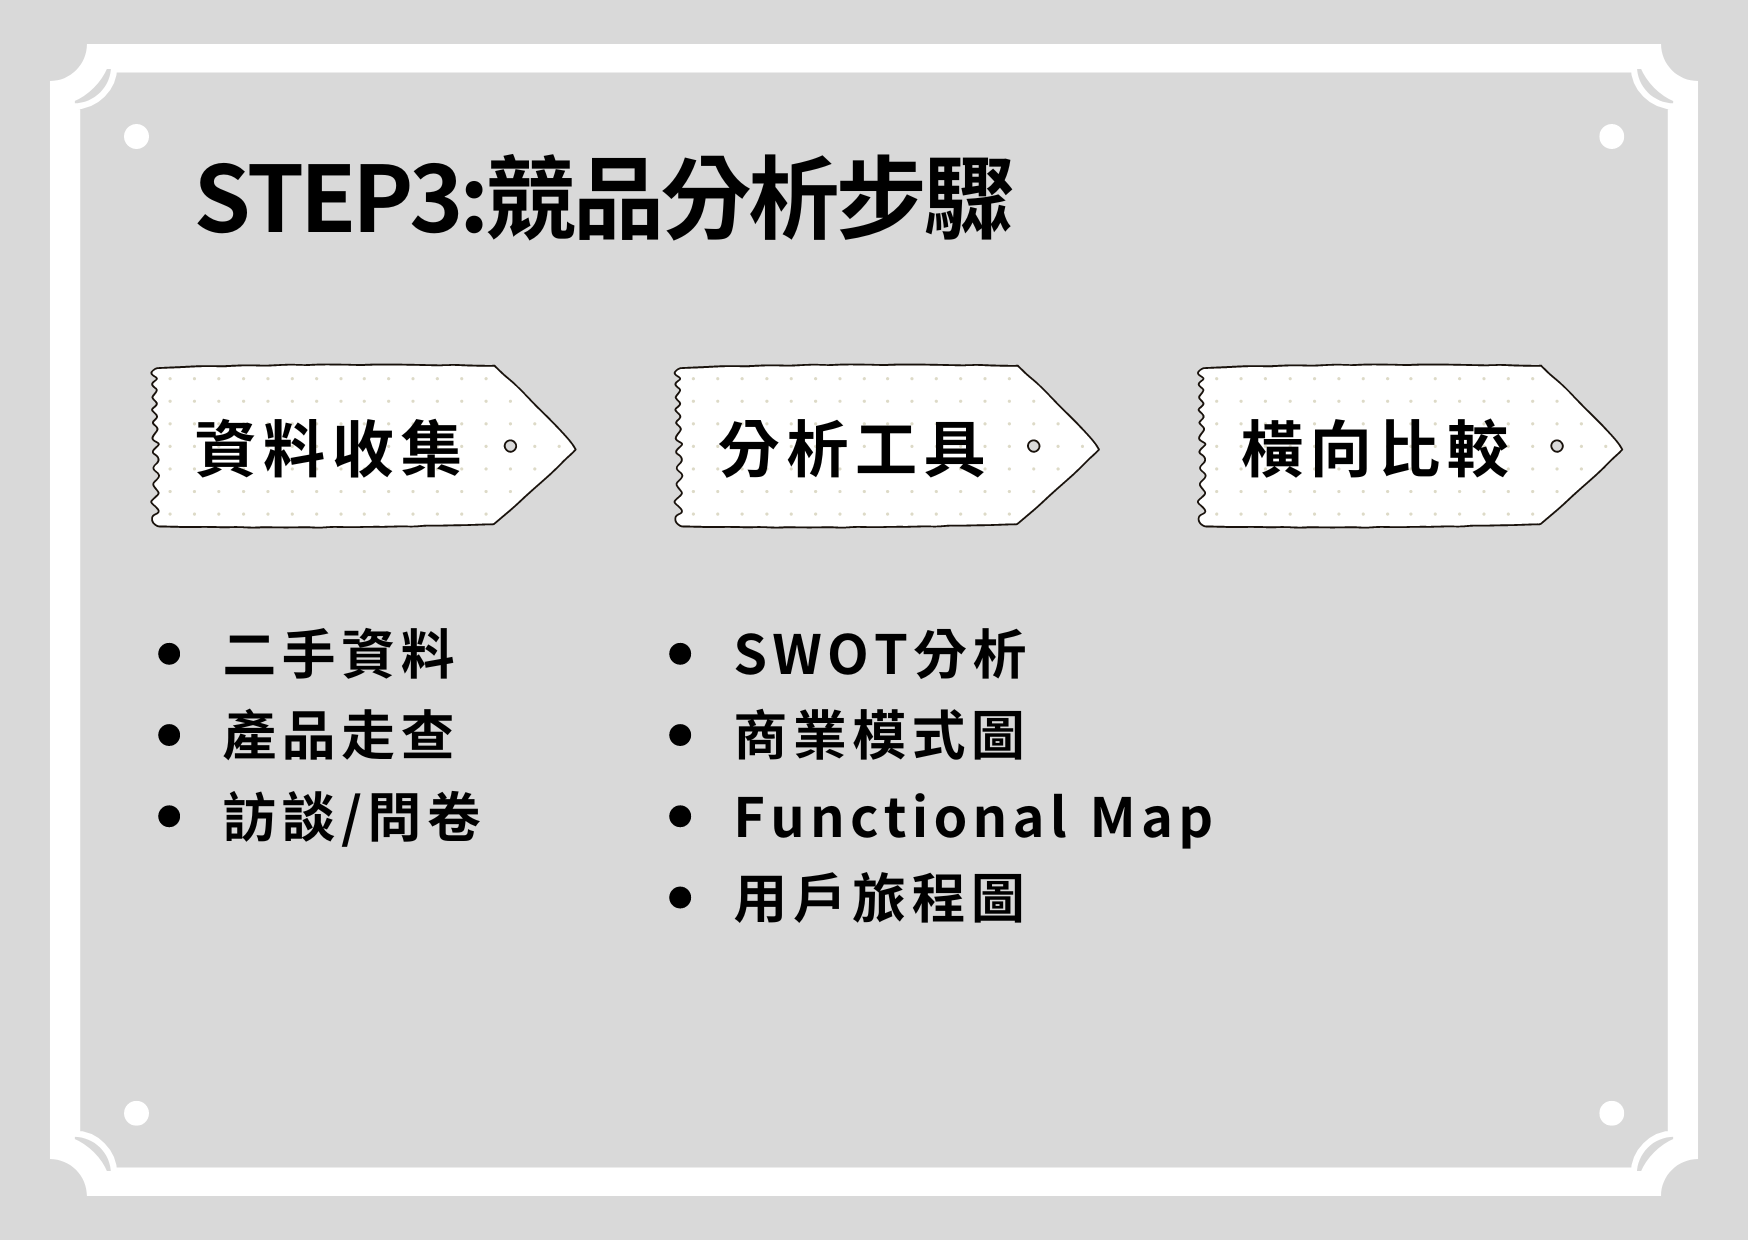 STEP3:競品分析步驟
資料收集
分析工具
橫向比較
二手資料
產品走查
訪談/問卷
SWOT分析
商業模式圖
Functional Map
用戶旅程圖